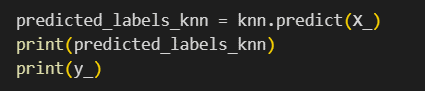 predicted_labels_knn = knn.predict(X_)
print(predicted_labels_knn)
print(y_)